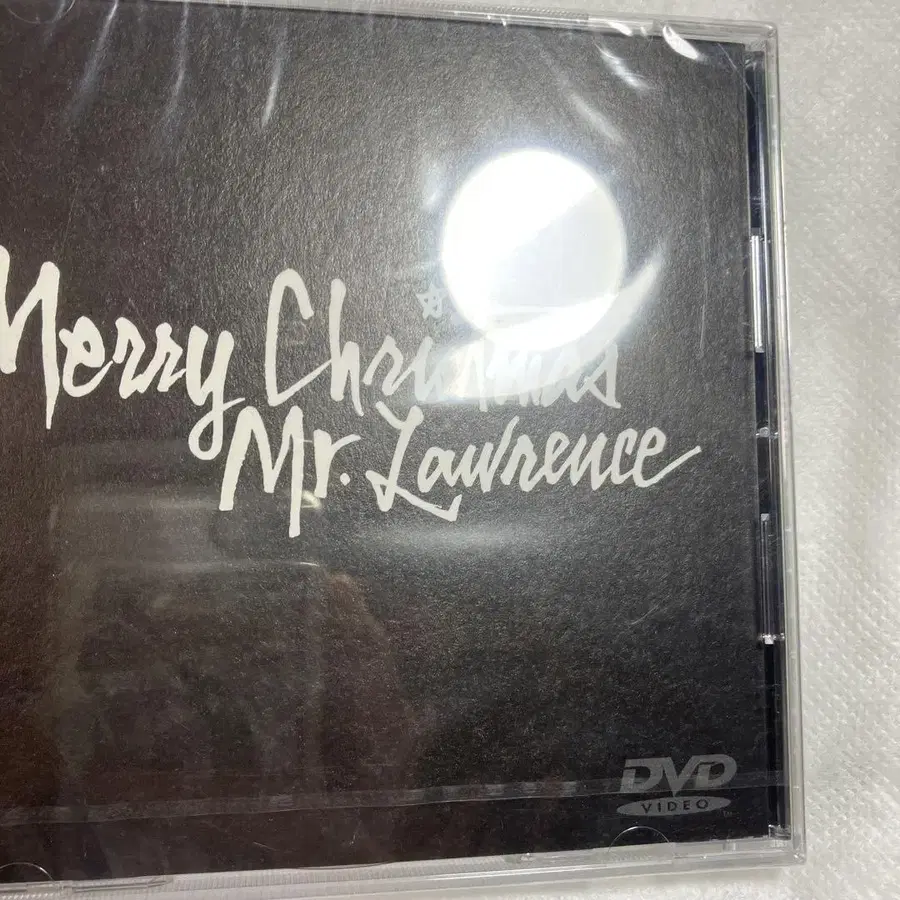 Merry Christmas
Mr. Lawrence
DVD
VIDEO